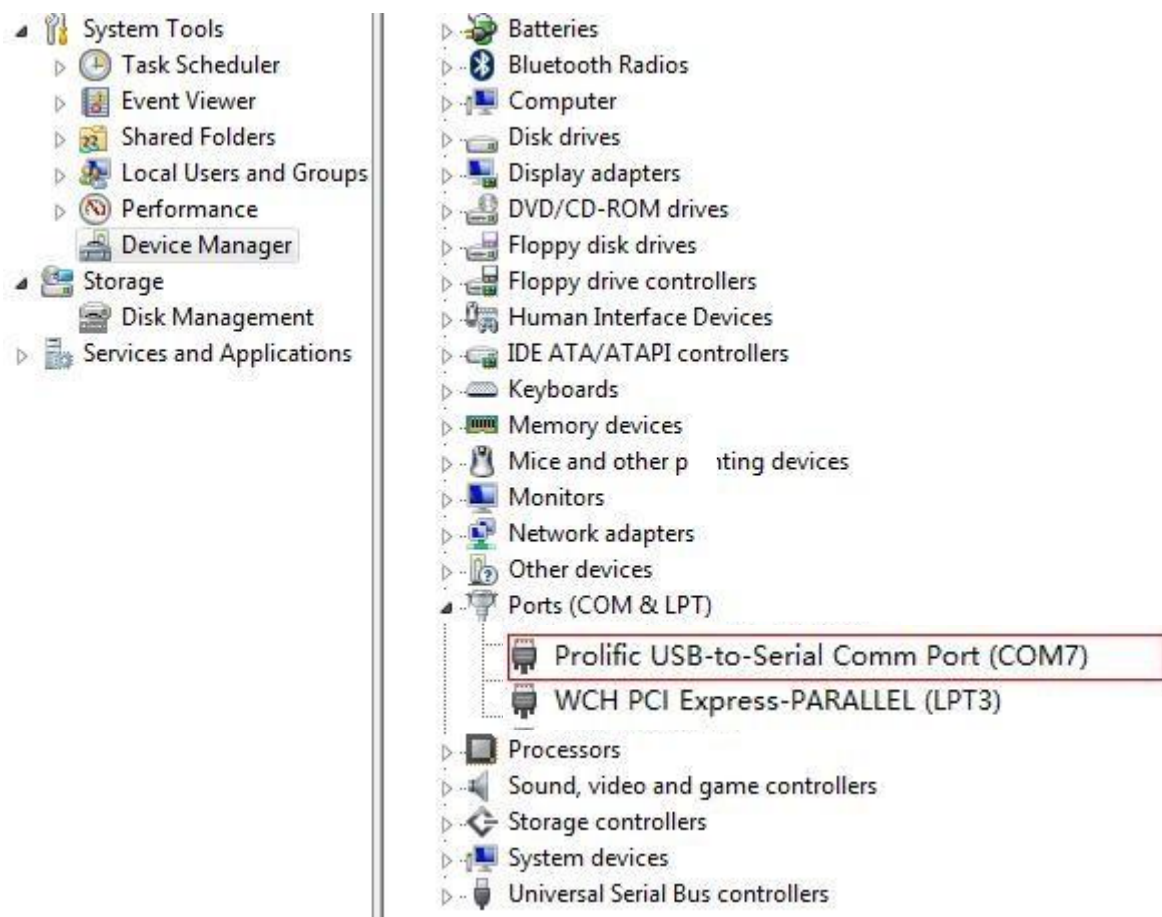 System Tools
Task Scheduler
Event Viewer
Shared Folders
Local Users and Groups
Performance
Device Manager
Storage
Disk Management
Services and Applications
Batteries
Bluetooth Radios
Computer
Disk drives
Display adapters
DVD/CD-ROM drives
Floppy disk drives
Floppy drive controllers
Human Interface Devices
IDE ATA/ATAPI controllers
Keyboards
Memory devices
Mice and other p nting devices
Monitors
Network adapters
Other devices
Ports (COM & LPT)
Prolific USB-to-Serial Comm Port (COM7)
WCH PCI Express-PARALLEL (LPT3)
Processors
Sound, video and game controllers
Storage controllers
System devices
Universal Serial Bus controllers